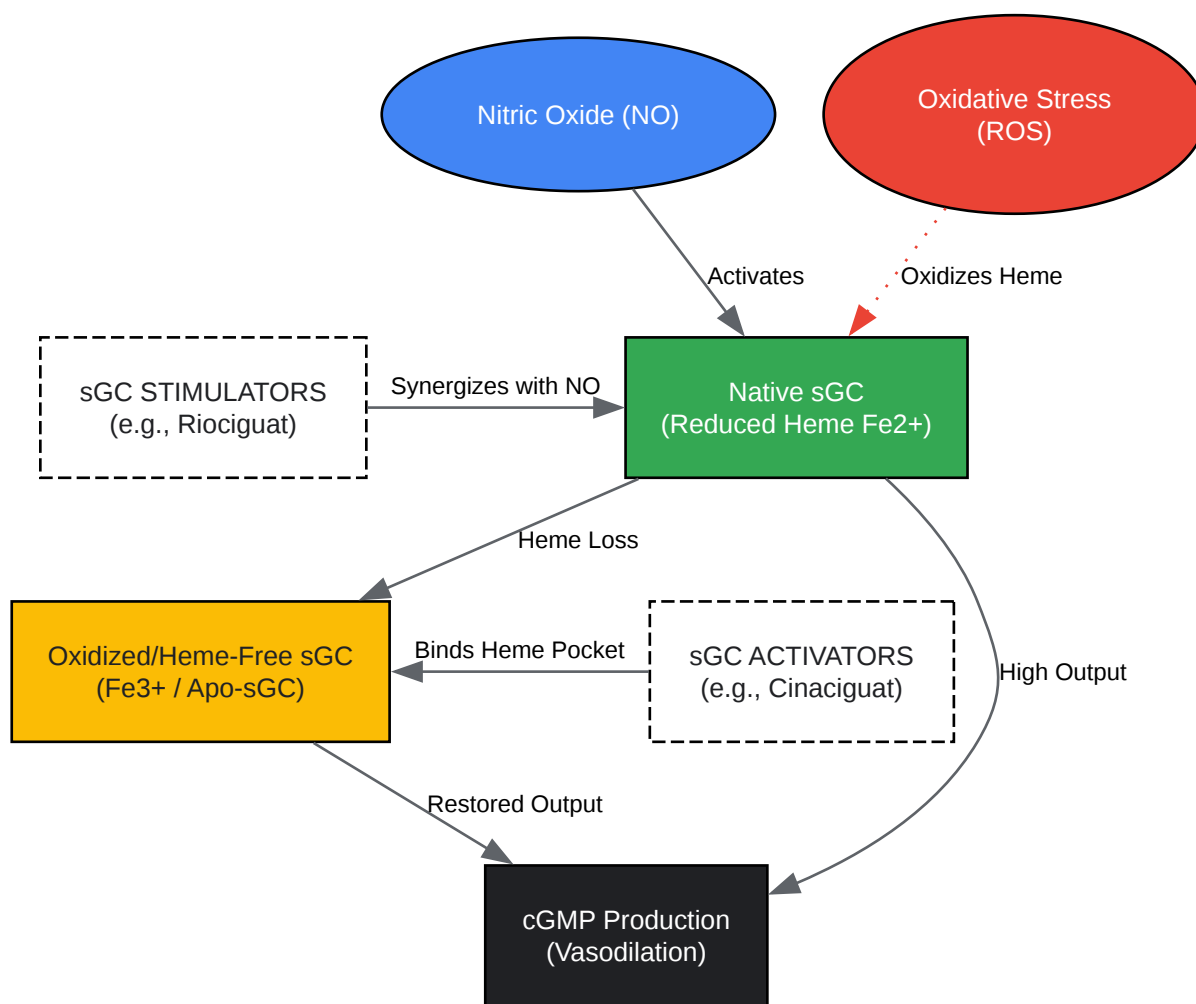 Nitric Oxide (NO)
Oxidative Stress
(ROS)
Activates
Oxidizes Heme
sGC STIMULATORS
(e.g., Riociguat)
Synergizes with NO
Native sGC
(Reduced Heme Fe2+)
Heme Loss
Oxidized/Heme-Free sGC
(Fe3+ / Apo-sGC)
Binds Heme Pocket
sGC ACTIVATORS
(e.g., Cinaciguat)
High Output
Restored Output
cGMP Production
(Vasodilation)